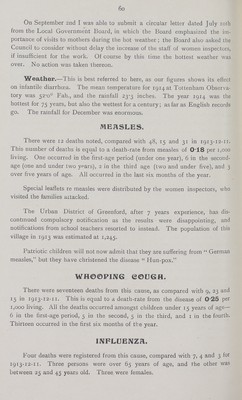 60
On September 2nd I was able to submit a circular letter dated July 20th
from the Local Government Board, in which the Board emphasized the im-
portance of visits to mothers during the hot weather; the Board also asked the
Council to consider without delay the increase of the staff of women inspectors,
if insufficient for the work. Of course by this time the hottest weather was
over. No action was taken thereon.
Weather.—This is best referred to here, as our figures shows its effect
on infantile diarrhœa. The mean temperature for 1914 at Tottenham Observa-
tory was Fah., and the rainfall inches. The year 1914 was the
hottest for 75 years, but also the wettest for a century; as far as English records
go. The rainfall for December was enormous.
MEASLES.
There were 12 deaths noted, compared with 48, 23 and 31 in 1913-12-11.
This number of deaths is equal to a death-rate from measles of 0·18 per 1,000
living. One occurred in the first-age period (under one year), 6 in the second-
age (one and under two years), 2 in the third age (two and under five), and 3
over five years of age. All occurred in the last six months of the year.
Special leaflets re measles were distributed by the women inspectors, who
visited the families attacked.
The Urban District of Greenford, after 7 years experience, has dis-
continued compulsory notification as the results were disappointing, and
notifications from school teachers resorted to instead. The population of this
village in 1913 was estimated at 1,245.
Patriotic children will not now admit that they are suffering from "German
measles," but they have christened the disease "Hun-pox."
WHOOPING COUGH.
There were seventeen deaths from this cause, as compared with 9, 23 and
15 in 1913-12-11. This is equal to a death-rate from the disease of 0·25 per
1,000 living. All the deaths occurred amongst children under 15 years of age—
6 in the first-age period, 5 in the second, 5 in the third, and 1 in the fourth.
Thirteen occurred in the first six months of the year.
INFLUENZA.
Four deaths were registered from this cause, compared with 7, 4 and 3 for
1913-12-11. Three persons were over 65 years of age, and the other was
between 25 and 45 years old. Three were females.